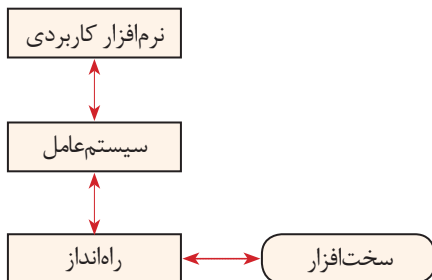 نرم‌افزار کاربردی
سیستم‌عامل
راه‌انداز
سخت‌افزار